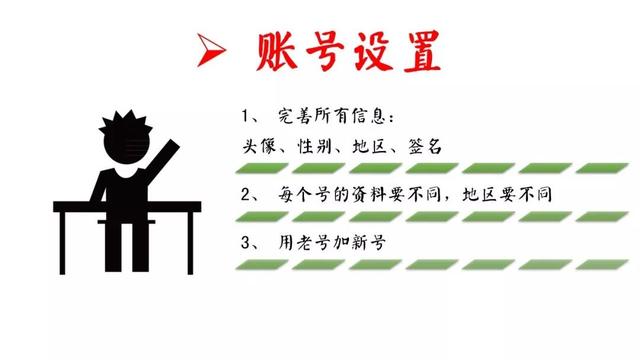 账号设置
1、 完善所有信息:
头像、性别、地区、签名
2、 每个号的资料要不同，地区要不同
3、 用老号加新号